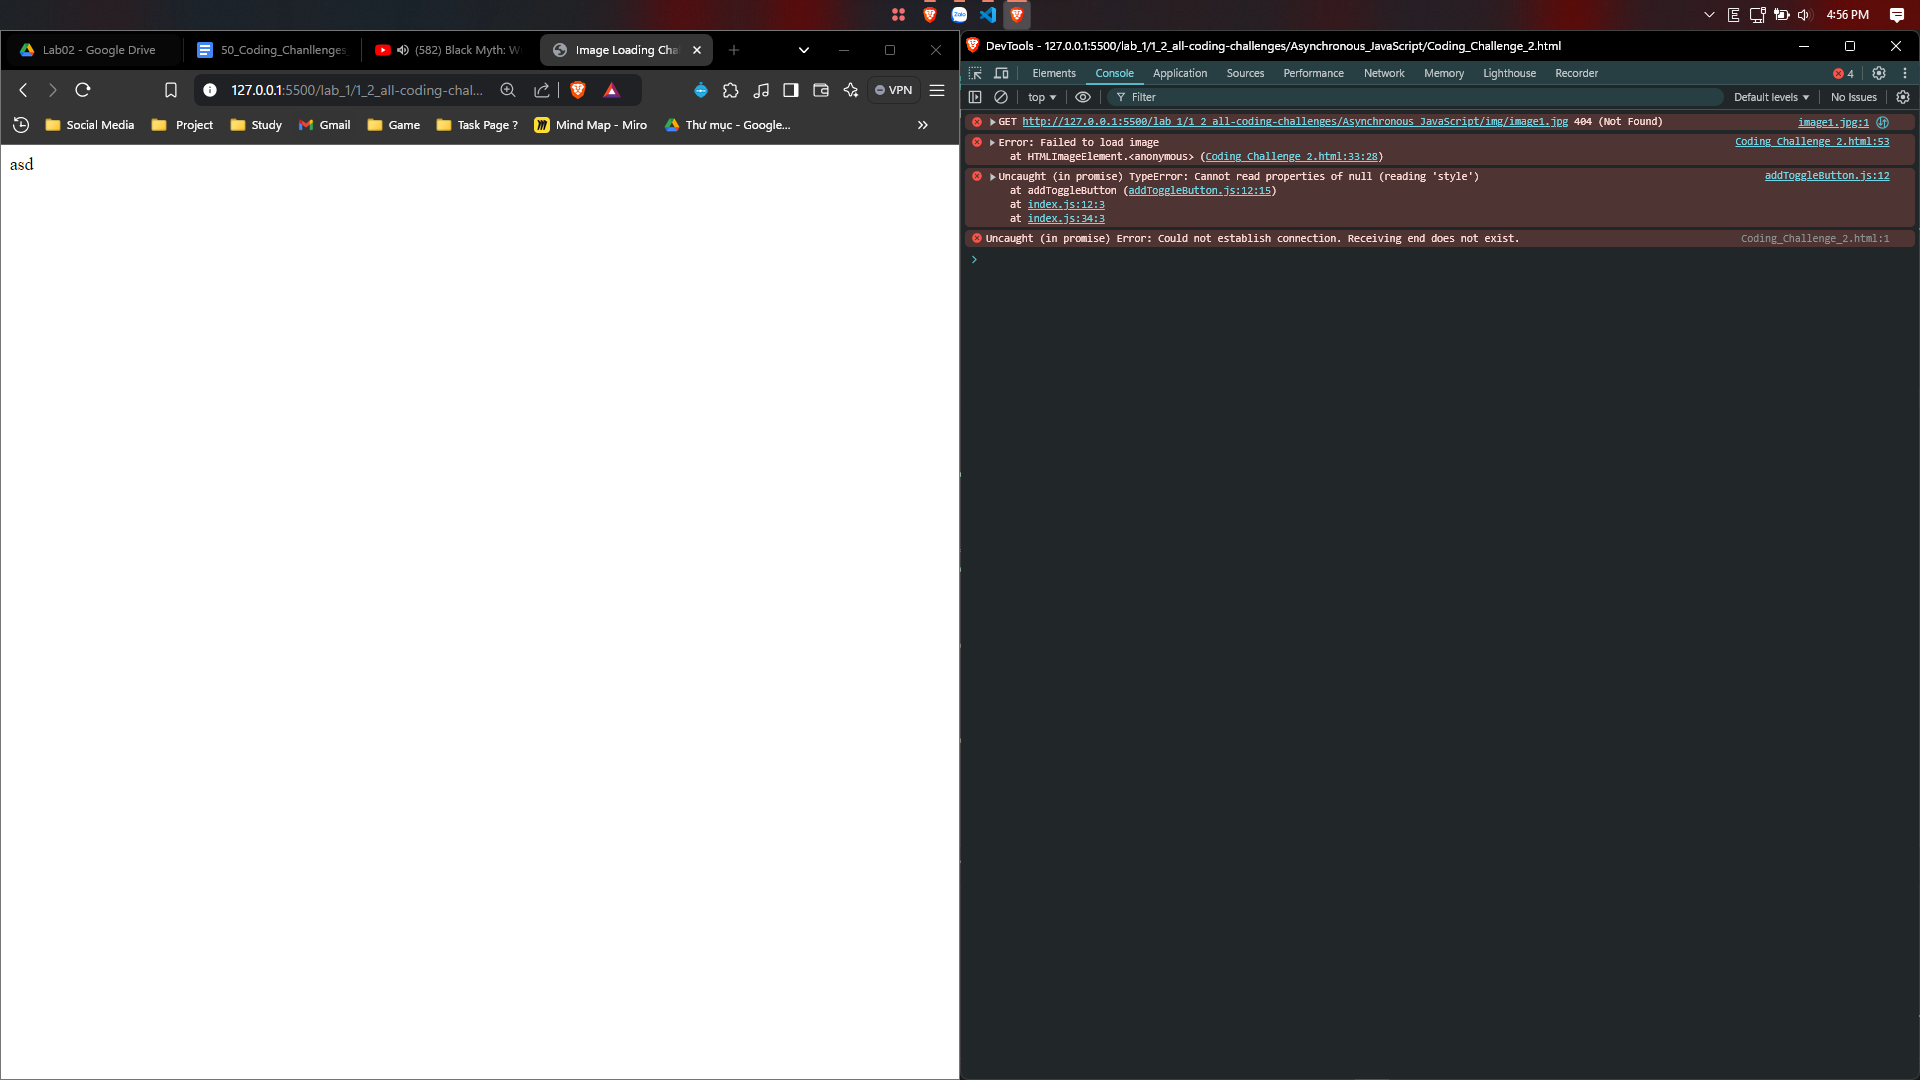 4:56 PM
Lab02 - Google Drive
50_Coding_Chanllenges
(582) Black Myth: W
Image Loading Cha
127.0.0.1:5500/lab_1/1_2_all-coding-chal...
VPN
Social Media
Project
Study
Gmail
Game
Task Page ?
Mind Map - Miro
Thư mục - Google...
asd
DevTools - 127.0.0.1:5500/lab_1/1_2_all-coding-challenges/Asynchronous_JavaScript/Coding_Challenge_2.html
Elements Console Application Sources Performance Network Memory Lighthouse Recorder 4
top Filter Default levels No Issues
GET http://127.0.0.1:5500/lab_1/1_2_all-coding-challenges/Asynchronous_JavaScript/img/image1.jpg 404 (Not Found) image1.jpg:1
Error: Failed to load image Coding_Challenge_2.html:53
at HTMLImageElement.<anonymous> (Coding_Challenge_2.html:33:28)
Uncaught (in promise) TypeError: Cannot read properties of null (reading 'style') addToggleButton.js:12
at addToggleButton (addToggleButton.js:12:15)
at index.js:12:3
at index.js:34:3
Uncaught (in promise) Error: Could not establish connection. Receiving end does not exist. Coding_Challenge_2.html:1